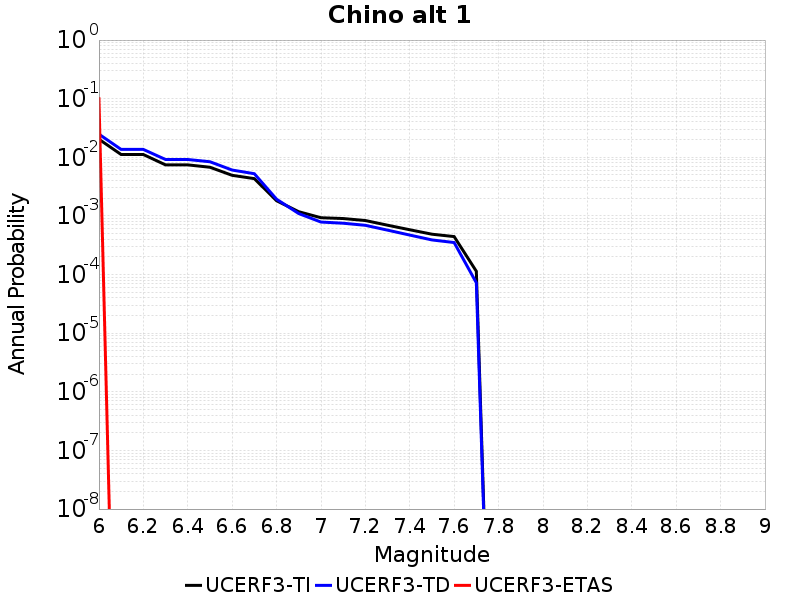 Chino alt 1
10^0
10^-1
10^-2
10^-3
10^-4
10^-5
10^-6
10^-7
10^-8
Annual Probability
6 6.2 6.4 6.6 6.8 7 7.2 7.4 7.6 7.8 8 8.2 8.4 8.6 8.8 9
Magnitude
UCERF3-TI UCERF3-TD UCERF3-ETAS